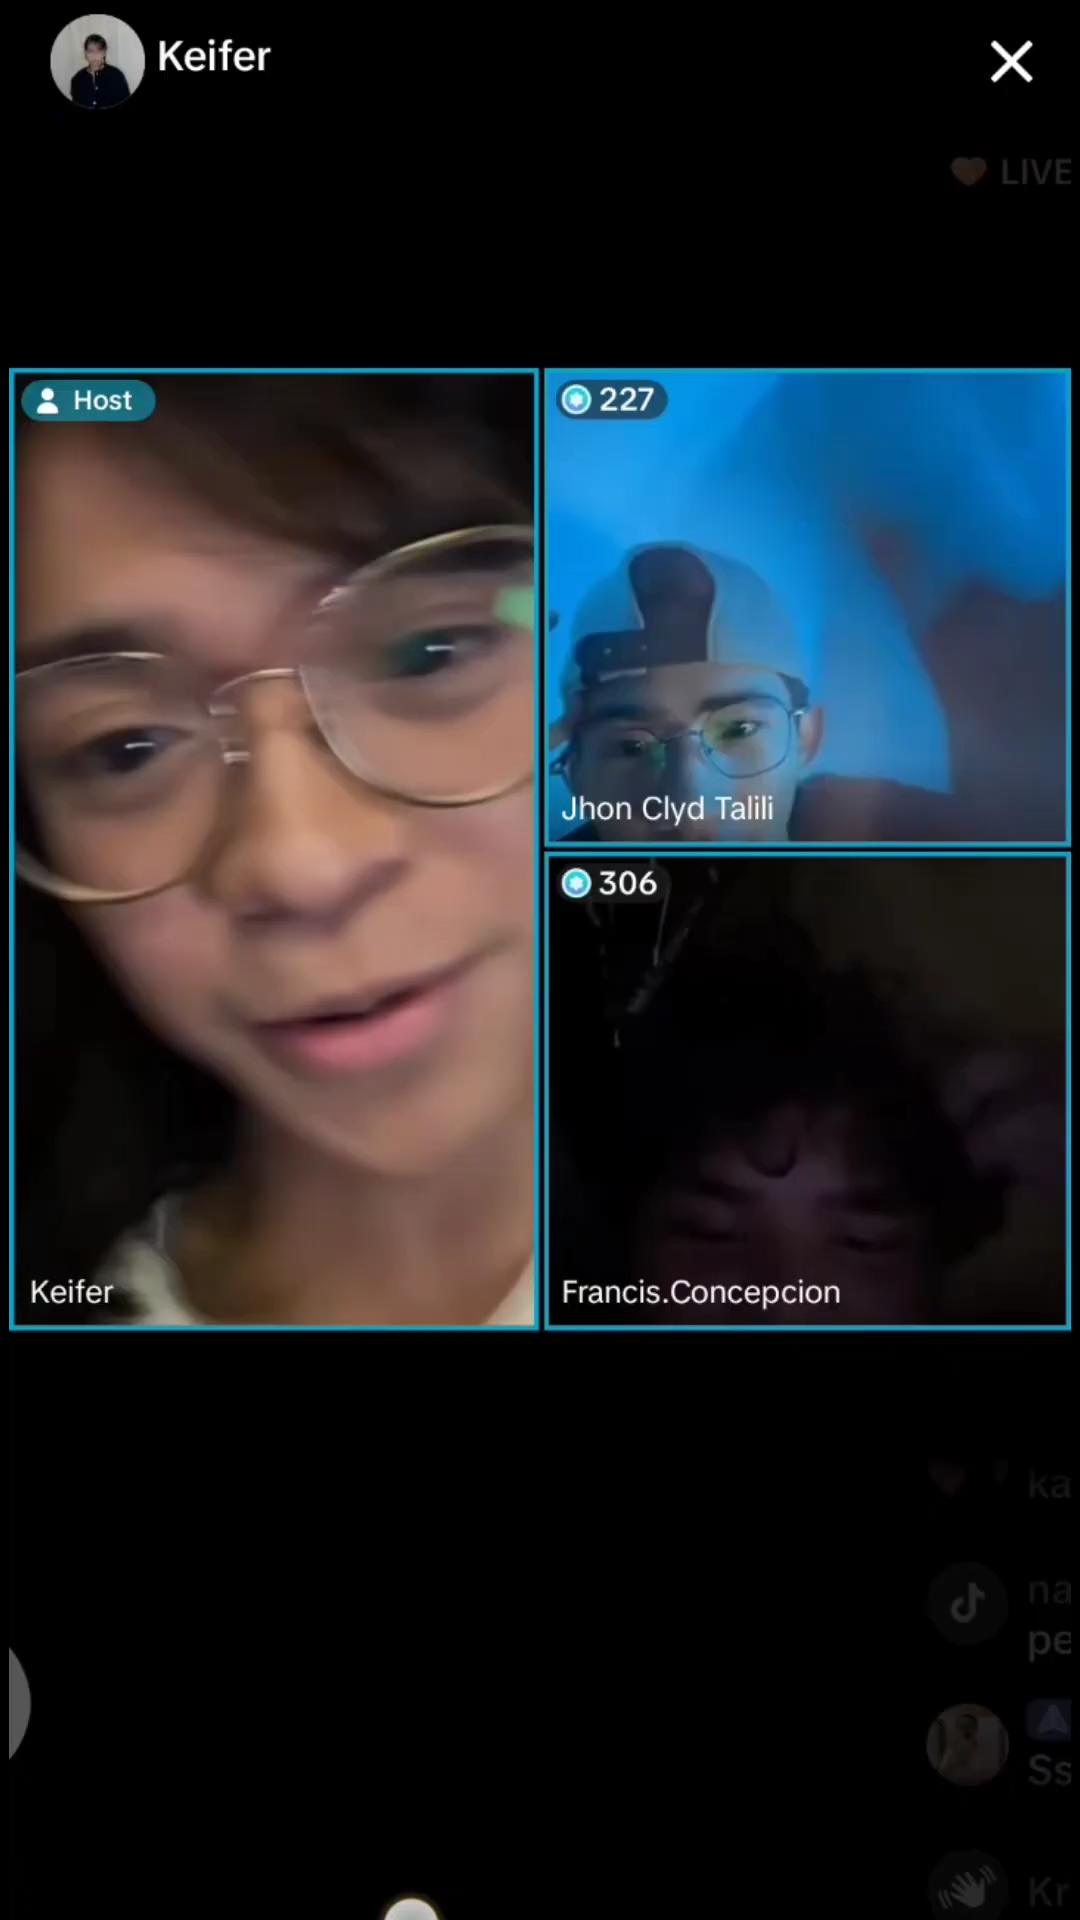 Keifer
LIVE
Host
227
Jhon Clyd Talili
306
Keifer
Francis.Concepcion
ka
na
pe
Ss
Kr